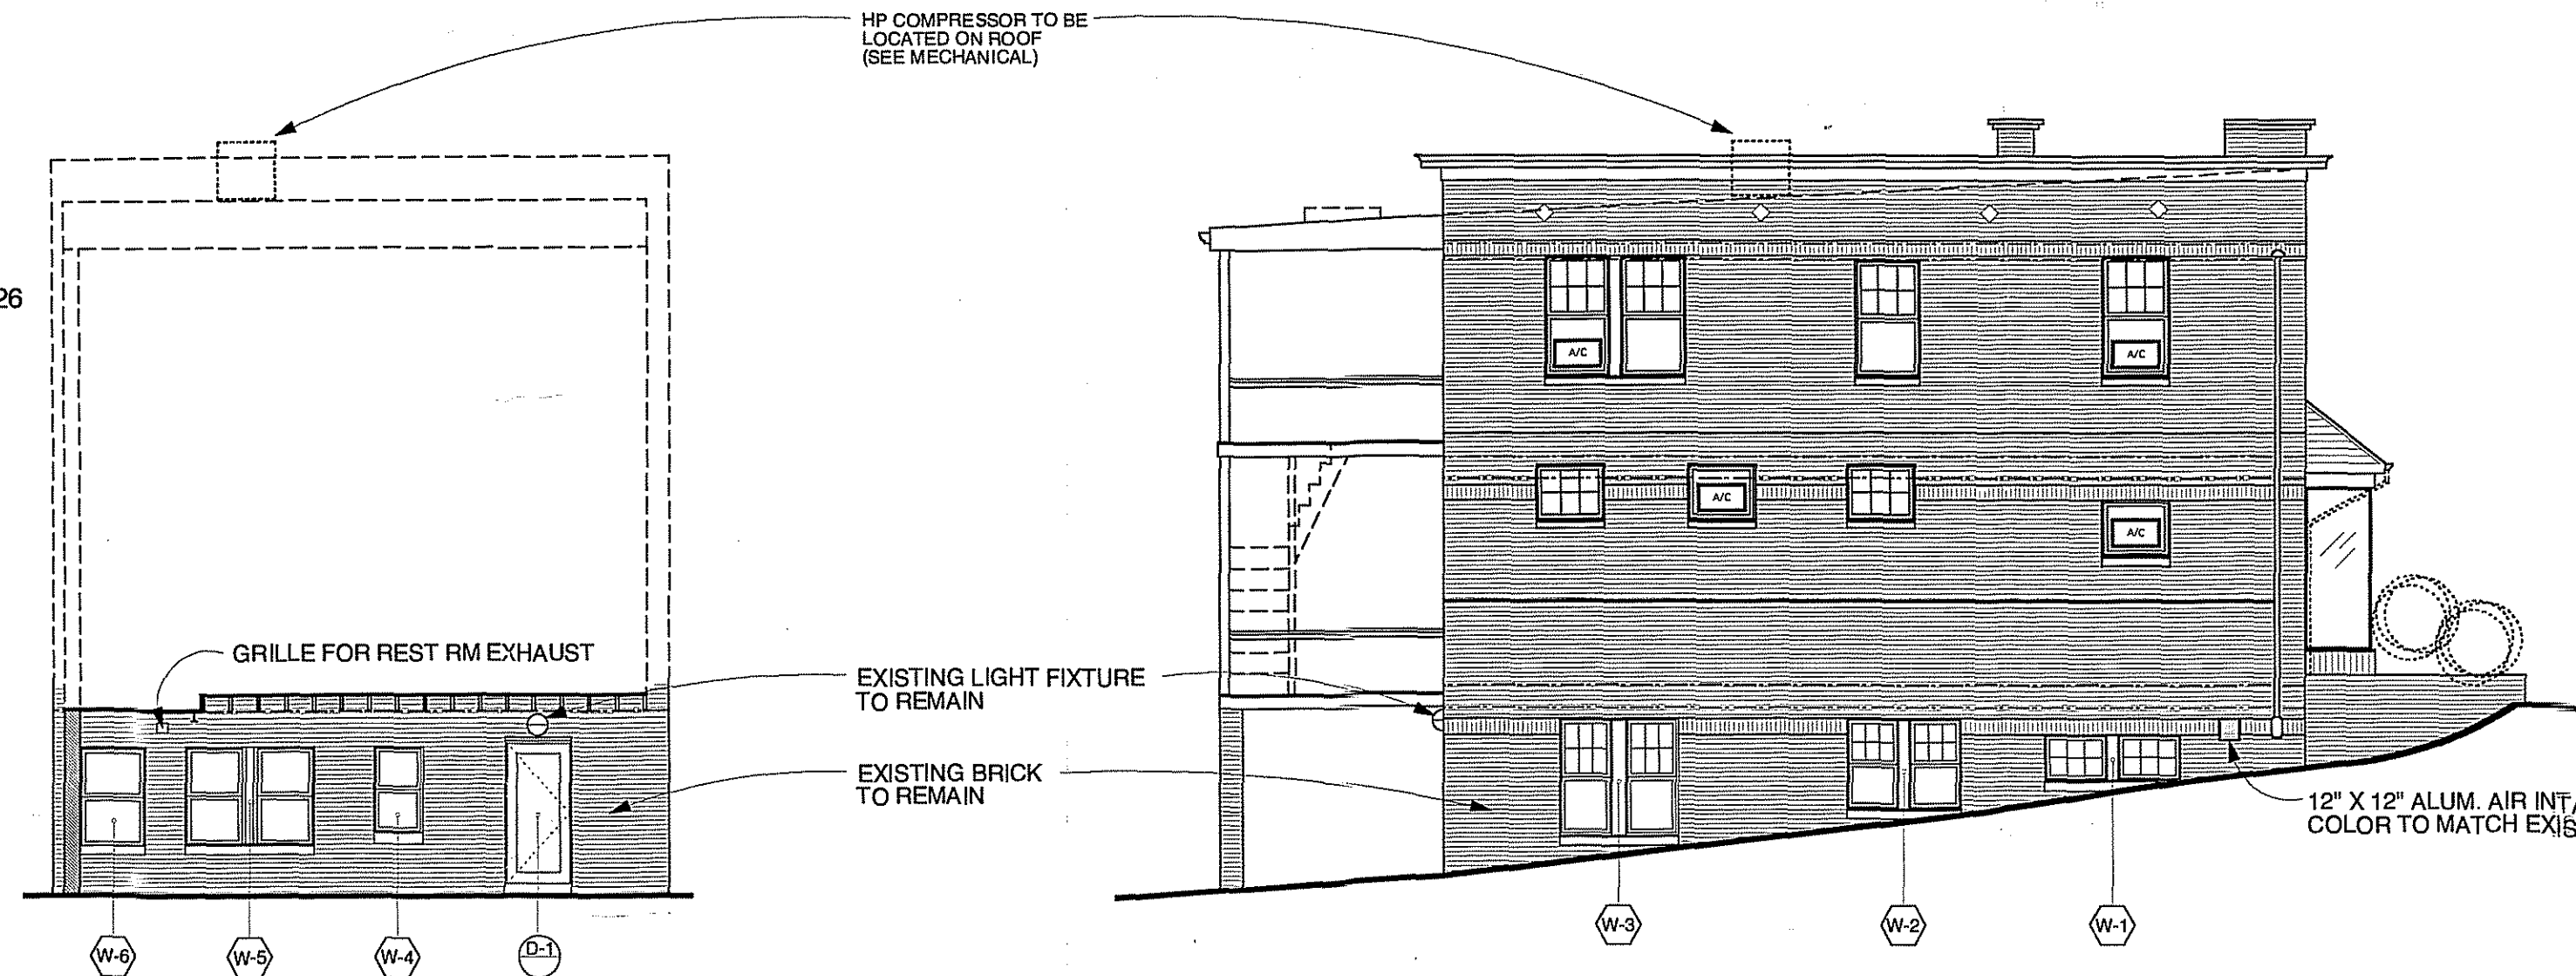 HP COMPRESSOR TO BE
LOCATED ON ROOF
(SEE MECHANICAL)
26
A/C
A/C
A/C
A/C
GRILLE FOR REST RM EXHAUST
EXISTING LIGHT FIXTURE
TO REMAIN
EXISTING BRICK
TO REMAIN
12" X 12" ALUM. AIR
COLOR TO MATCH
W-6
W-5
W-4
D-1
W-3
W-2
W-1